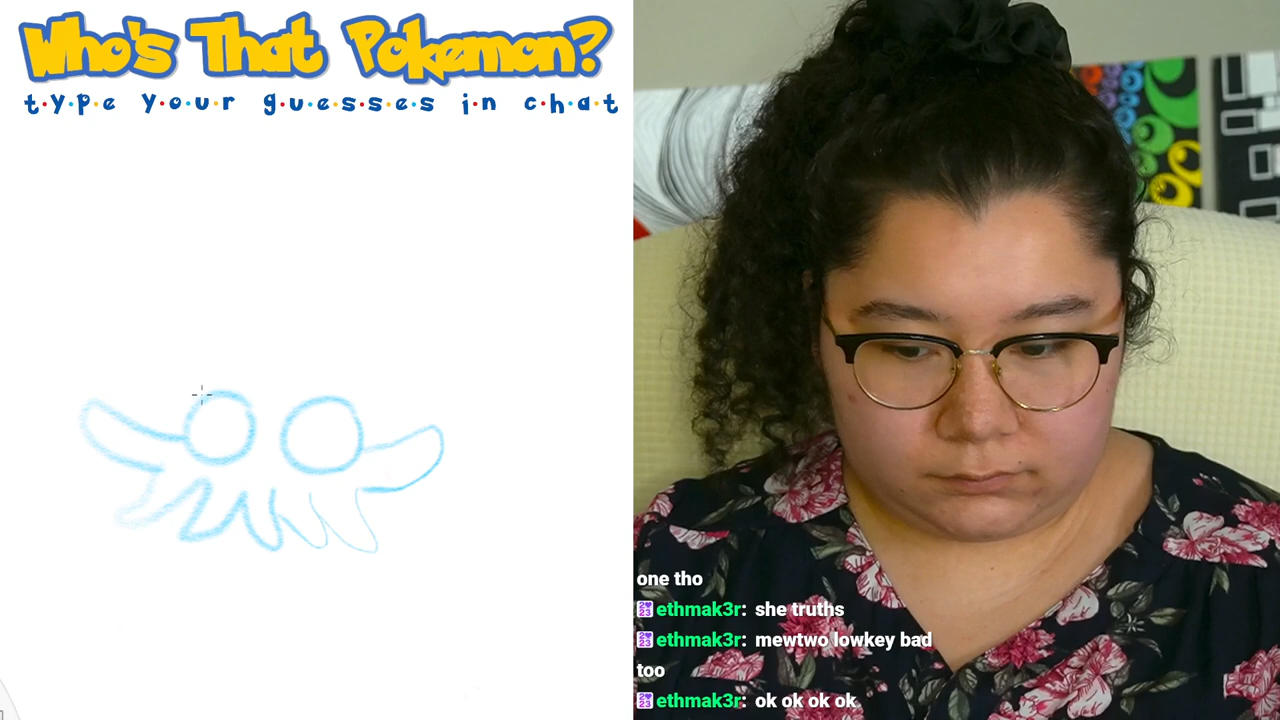 Who's That Pokemon?
type your guesses in chat
one tho
ethmak3r: she truths
ethmak3r: mewtwo lowkey bad
too
ethmak3r: ok ok ok ok